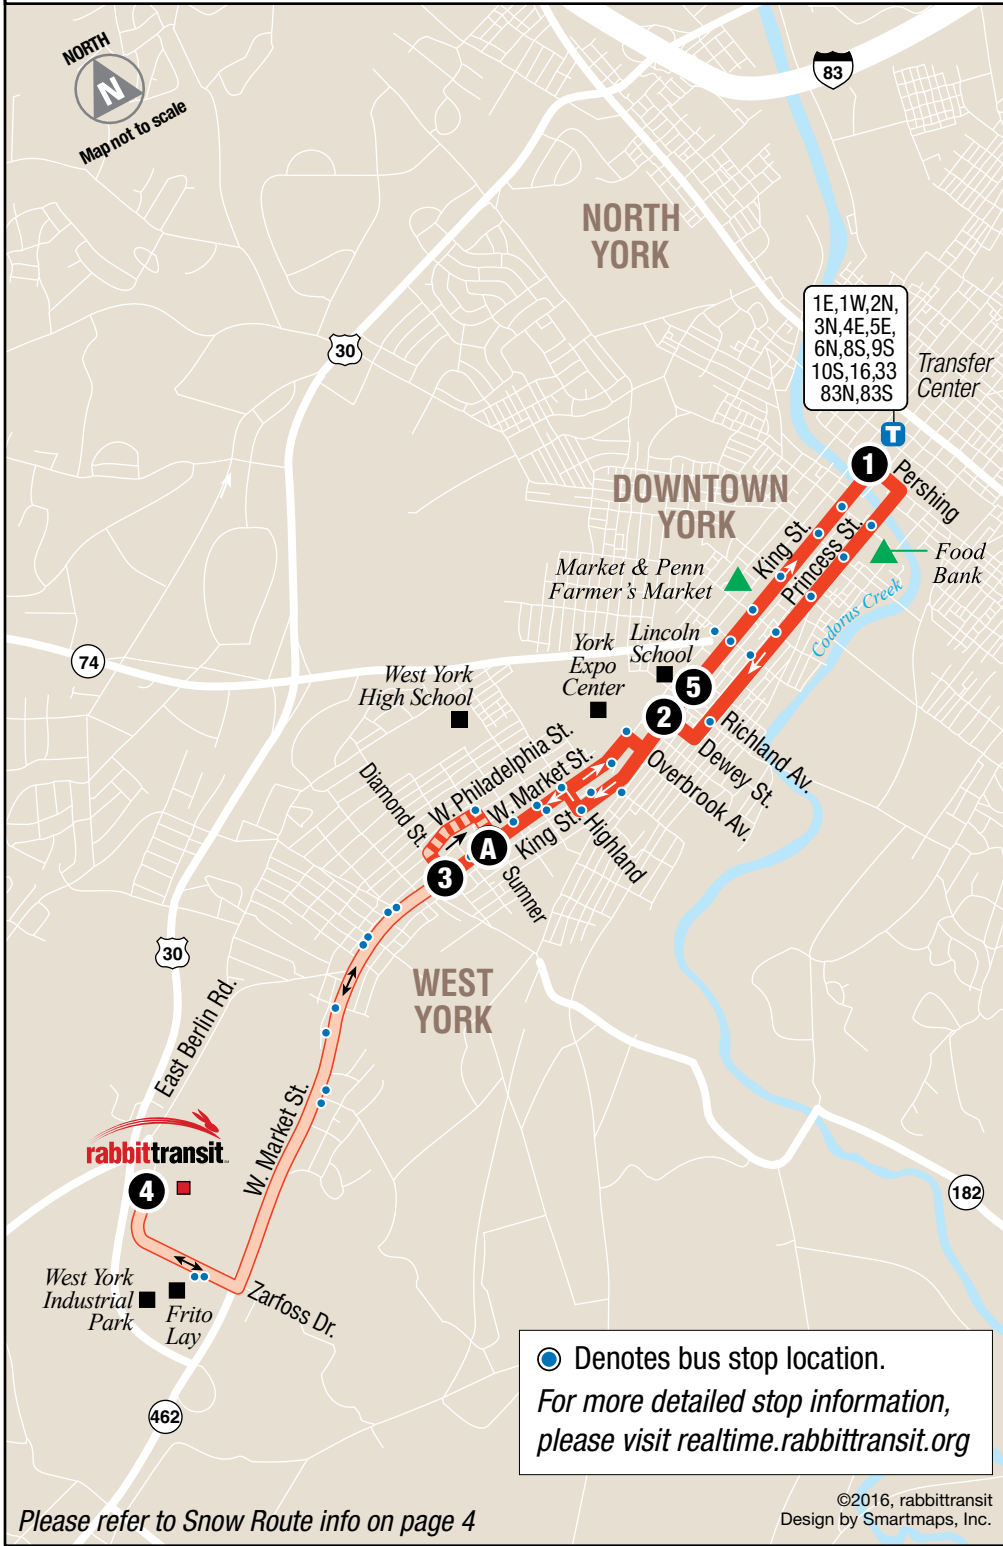 NORTH
N
Map not to scale
83
NORTH
YORK
30
1E,1W,2N,
3N,4E,5E,
6N,8S,9S
10S,16,33
83N,83S
Transfer
Center
T
1
Pershing
DOWNTOWN
YORK
King St.
Princess St.
Food
Bank
Market & Penn
Farmer's Market
Codorus Creek
Lincoln
School
York
Expo
Center
74
West York
High School
5
2
Richland Av.
Dewey St.
Overbrook Av.
W. Philadelphia St.
W. Market St.
Diamond St.
King St.
Highland
A
3
Sumner
30
WEST
YORK
East Berlin Rd.
W. Market St.
rabbittransit
4
182
West York
Industrial
Park
Frito
Lay
Zarfoss Dr.
462
Denotes bus stop location.
For more detailed stop information,
please visit realtime.rabbittransit.org
Please refer to Snow Route info on page 4
©2016, rabbittransit
Design by Smartmaps, Inc.